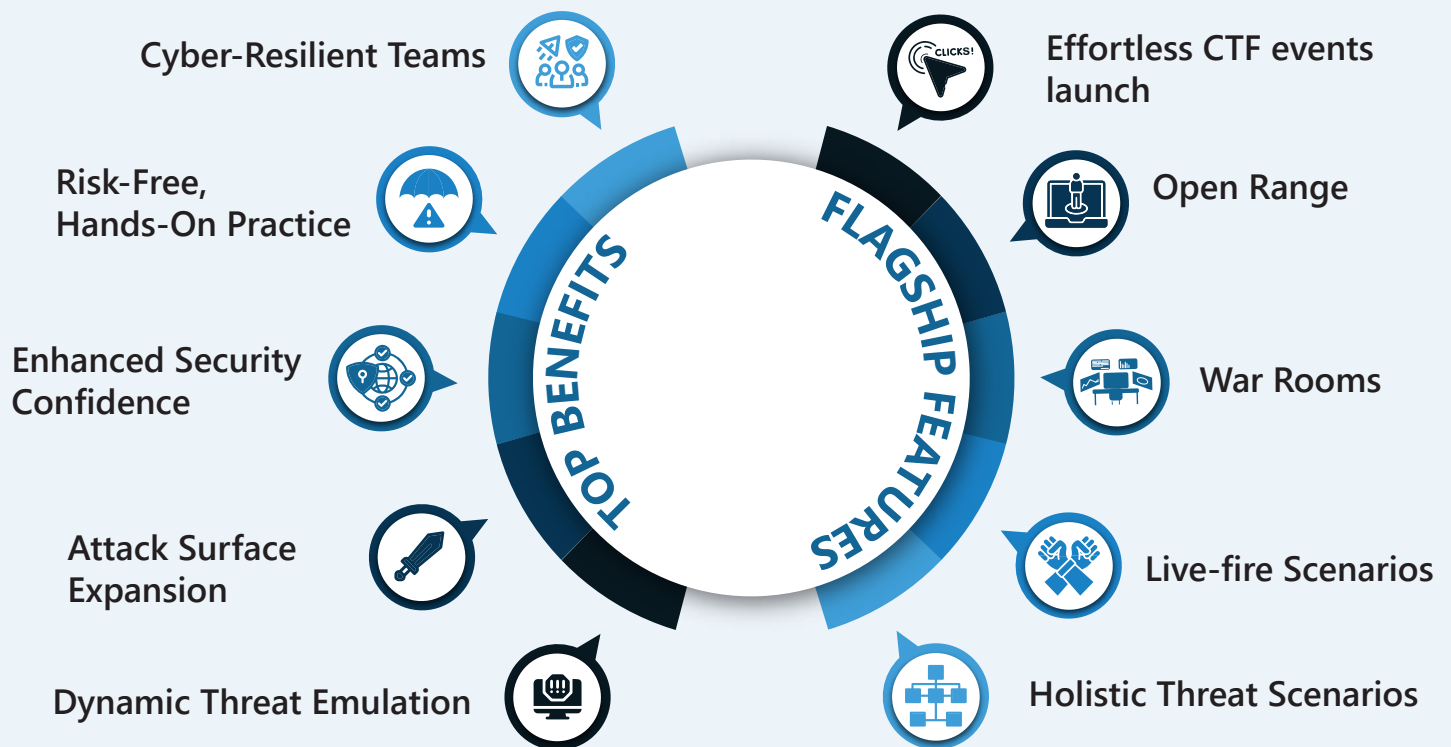 Cyber-Resilient Teams
Risk-Free,
Hands-On Practice
Enhanced Security
Confidence
Attack Surface
Expansion
Dynamic Threat Emulation
TOP BENEFITS
FLAGSHIP FEATURES
CLICKS!
Effortless CTF events
launch
Open Range
War Rooms
Live-fire Scenarios
Holistic Threat Scenarios